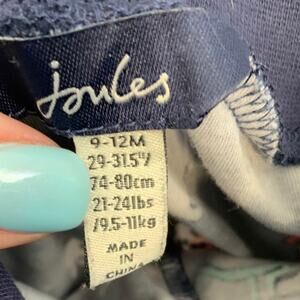 Joules
9-12M
29-31.5"/
74-80cm
21-24lbs
/9.5-11kg
MADE
IN
CHINA